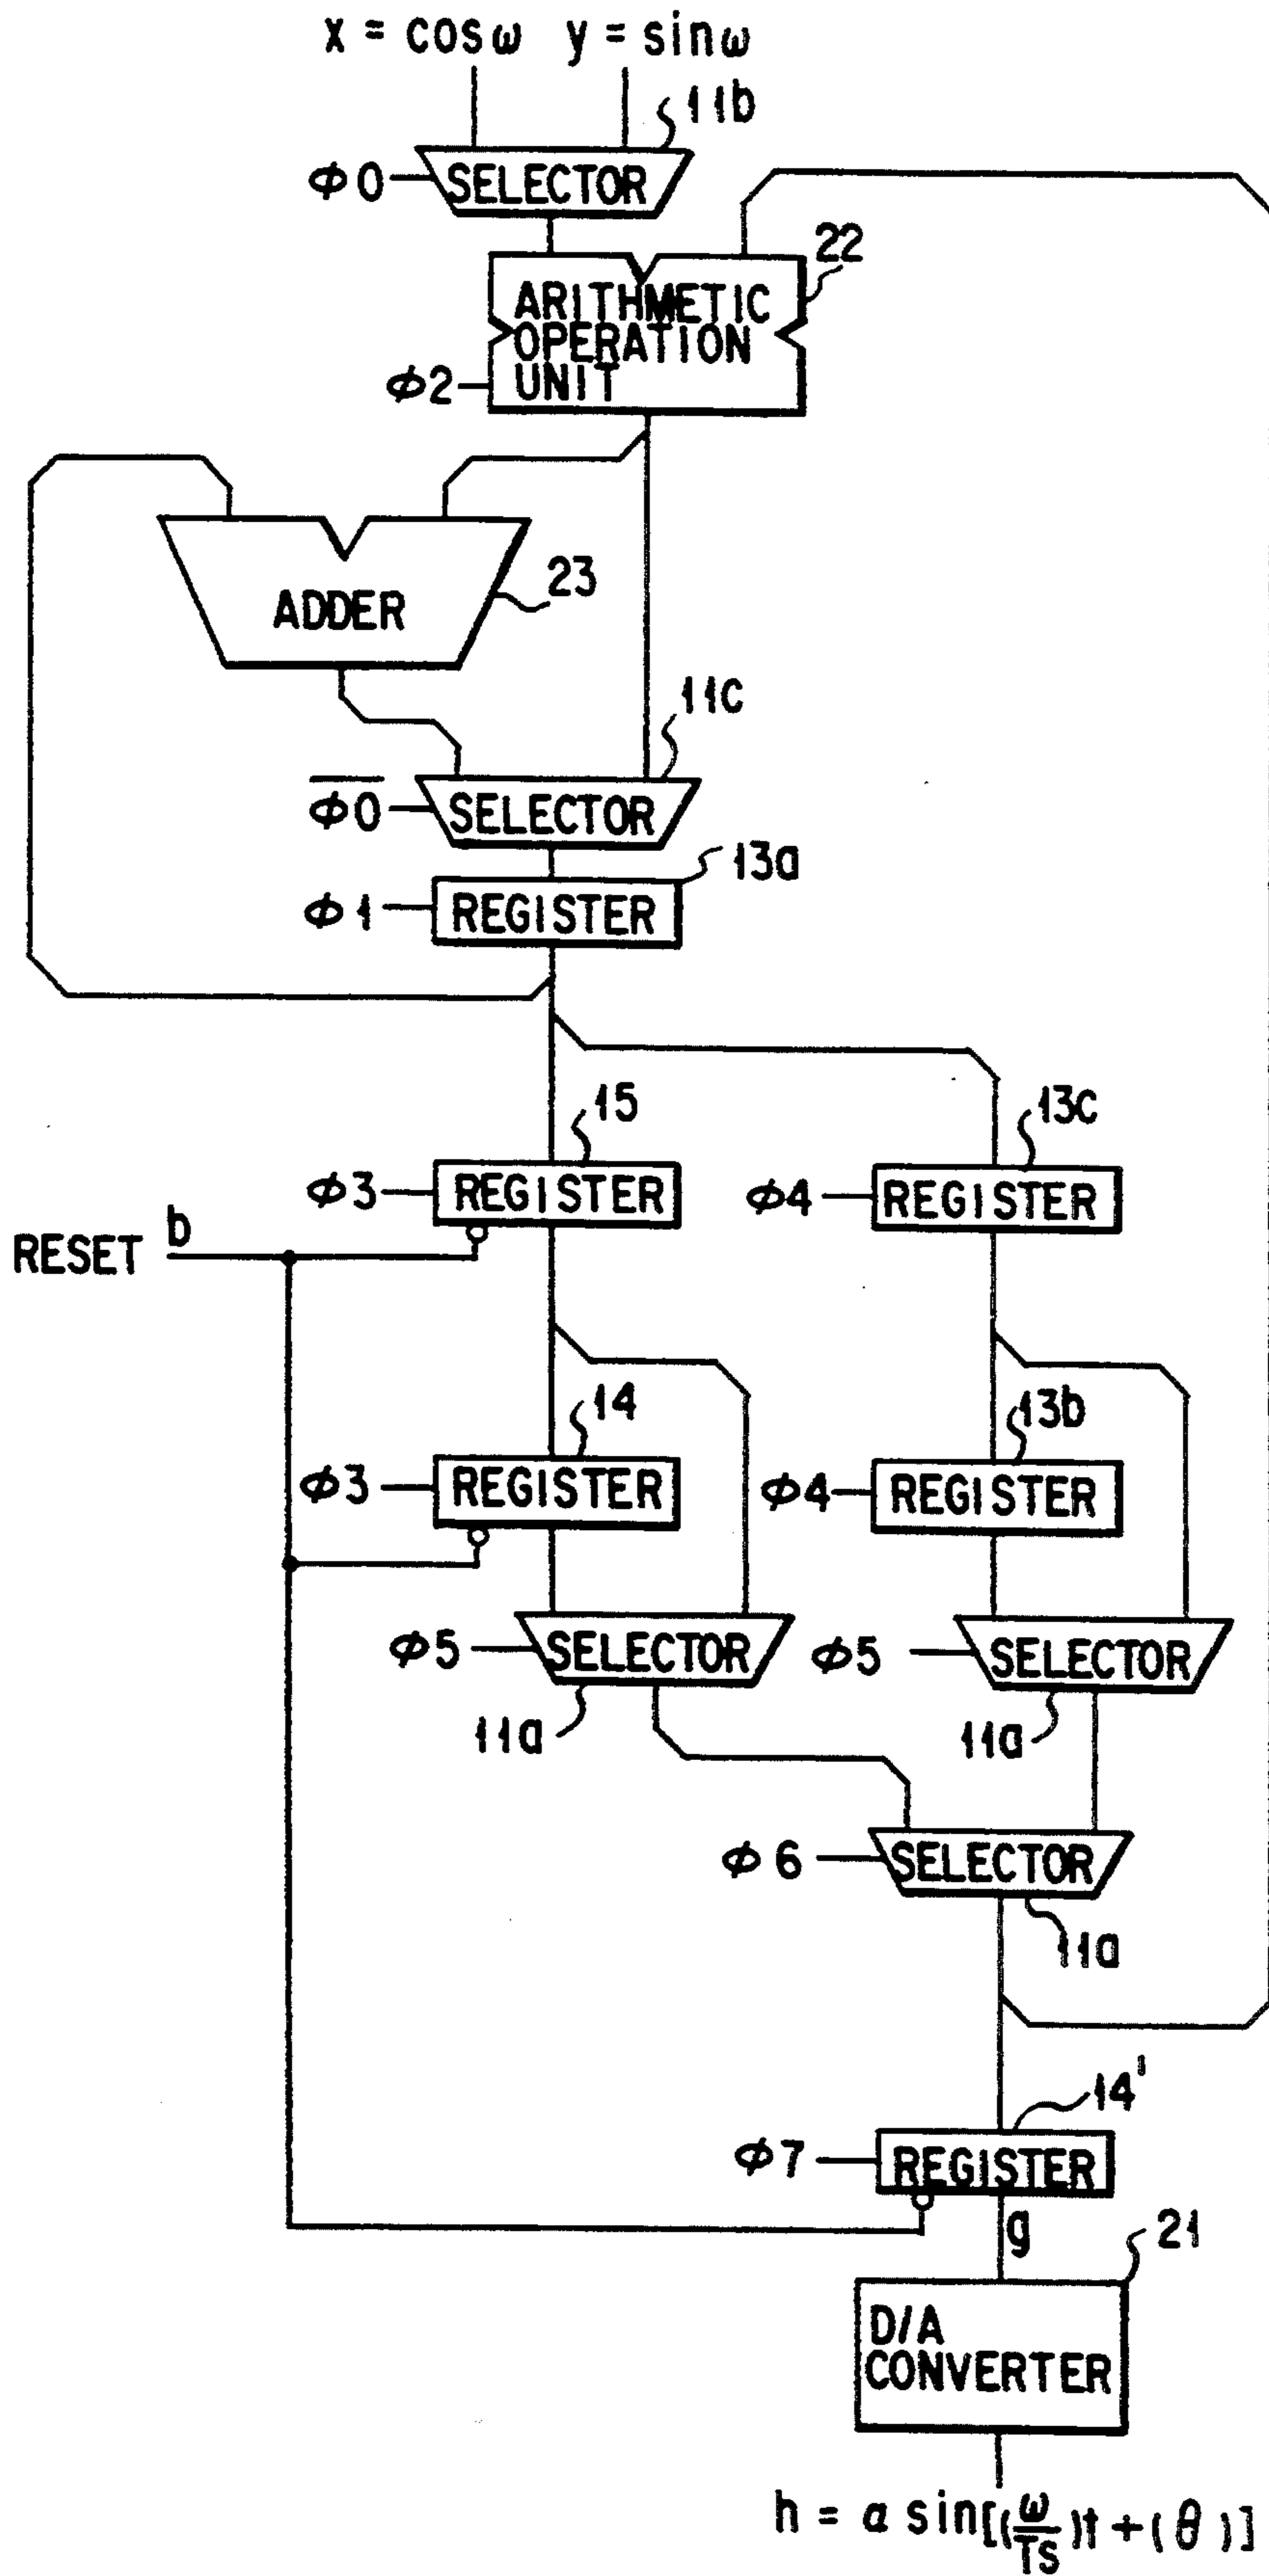 x = cosω y = sinω
11b
ϕ0 SELECTOR
22
ARITHMETIC
OPERATION
UNIT
ϕ2
23
ADDER
11c
ϕ0̅ SELECTOR
13a
ϕ1 REGISTER
15 13c
ϕ3 REGISTER ϕ4 REGISTER
RESET b
14 13b
ϕ3 REGISTER ϕ4 REGISTER
ϕ5 SELECTOR ϕ5 SELECTOR
11a 11a
ϕ6 SELECTOR
11a
14'
ϕ7 REGISTER
g 21
D/A
CONVERTER
h = a sin[(ω/Ts)t + (θ)]